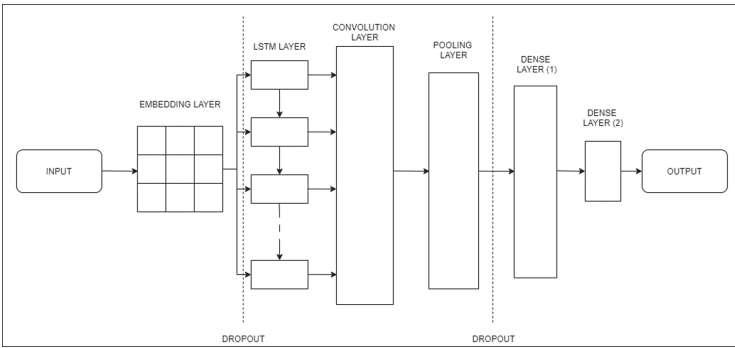 INPUT
EMBEDDING LAYER
LSTM LAYER
CONVOLUTION
LAYER
POOLING
LAYER
DENSE
LAYER (1)
DENSE
LAYER (2)
OUTPUT
DROPOUT
DROPOUT